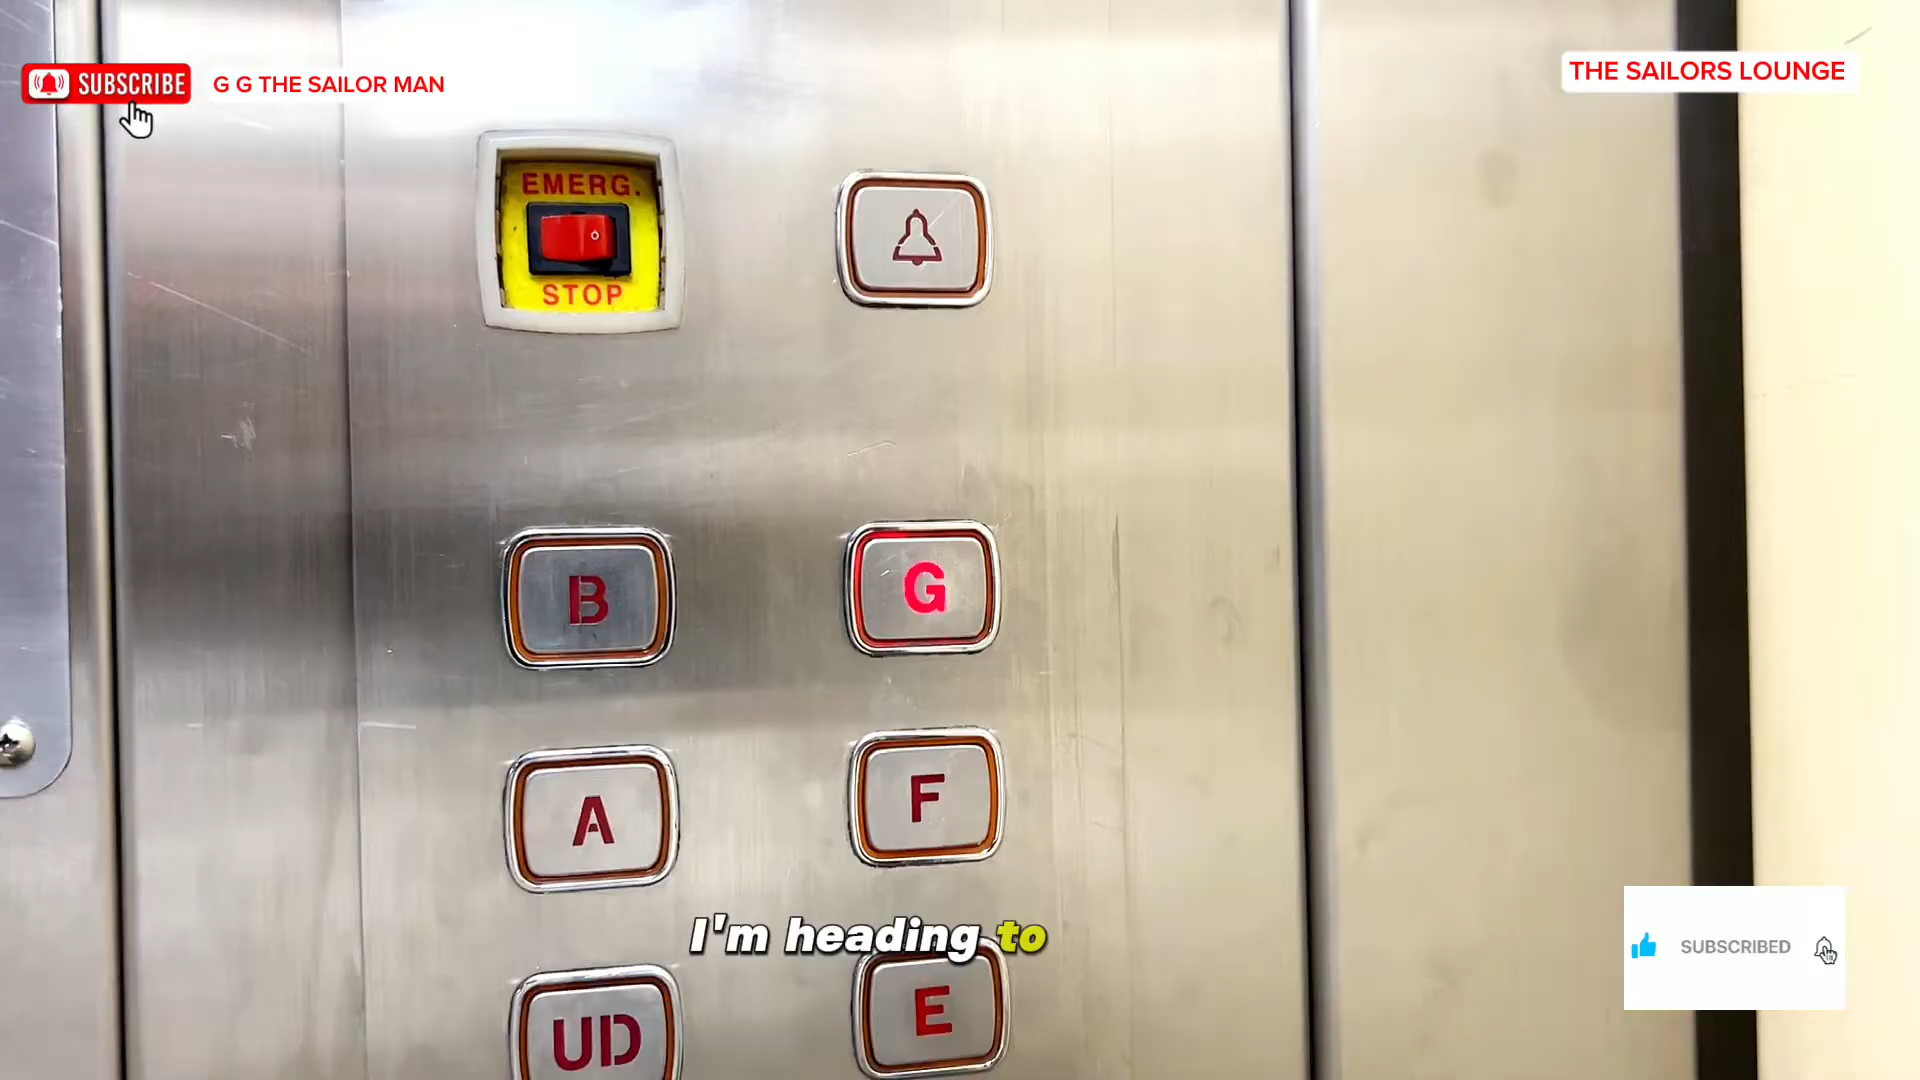 SUBSCRIBE
G G THE SAILOR MAN
THE SAILORS LOUNGE
EMERG.
STOP
B
G
A
F
I'm heading to
UD
E
SUBSCRIBED